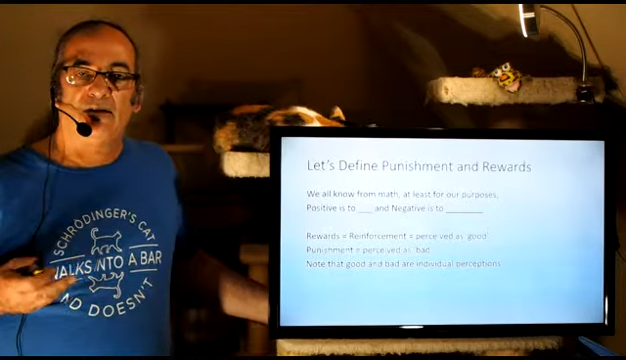 SCHRÖDINGER'S CAT
WALKS INTO A BAR
AND DOESN'T
Let's Define Punishment and Rewards
We all know from math, at least for our purposes,
Positive is to ___ and Negative is to ________
Rewards = Reinforcement = perceived as good
Punishment = perceived as bad
Note that good and bad are individual perceptions